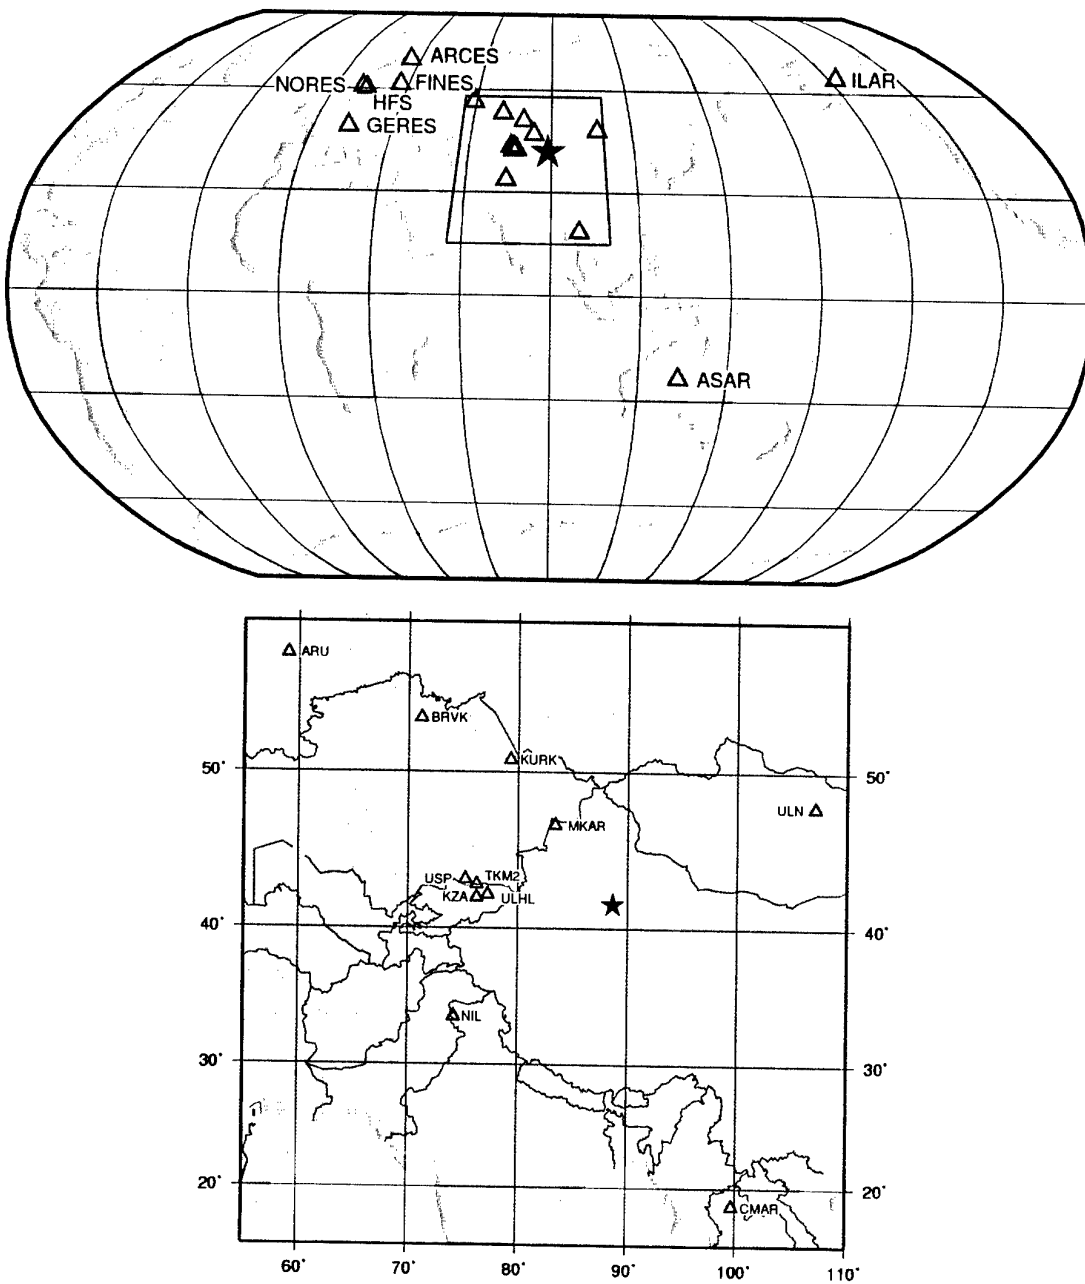 ARCES
NORES FINES ILAR
HFS
GERES
ASAR
ARU
BRVK
KURK
50° 50°
ULN
MKAR
USP TKM2
KZA ULHL
40° 40°
NIL
30° 30°
20° 20°
CMAR
60° 70° 80° 90° 100° 110°